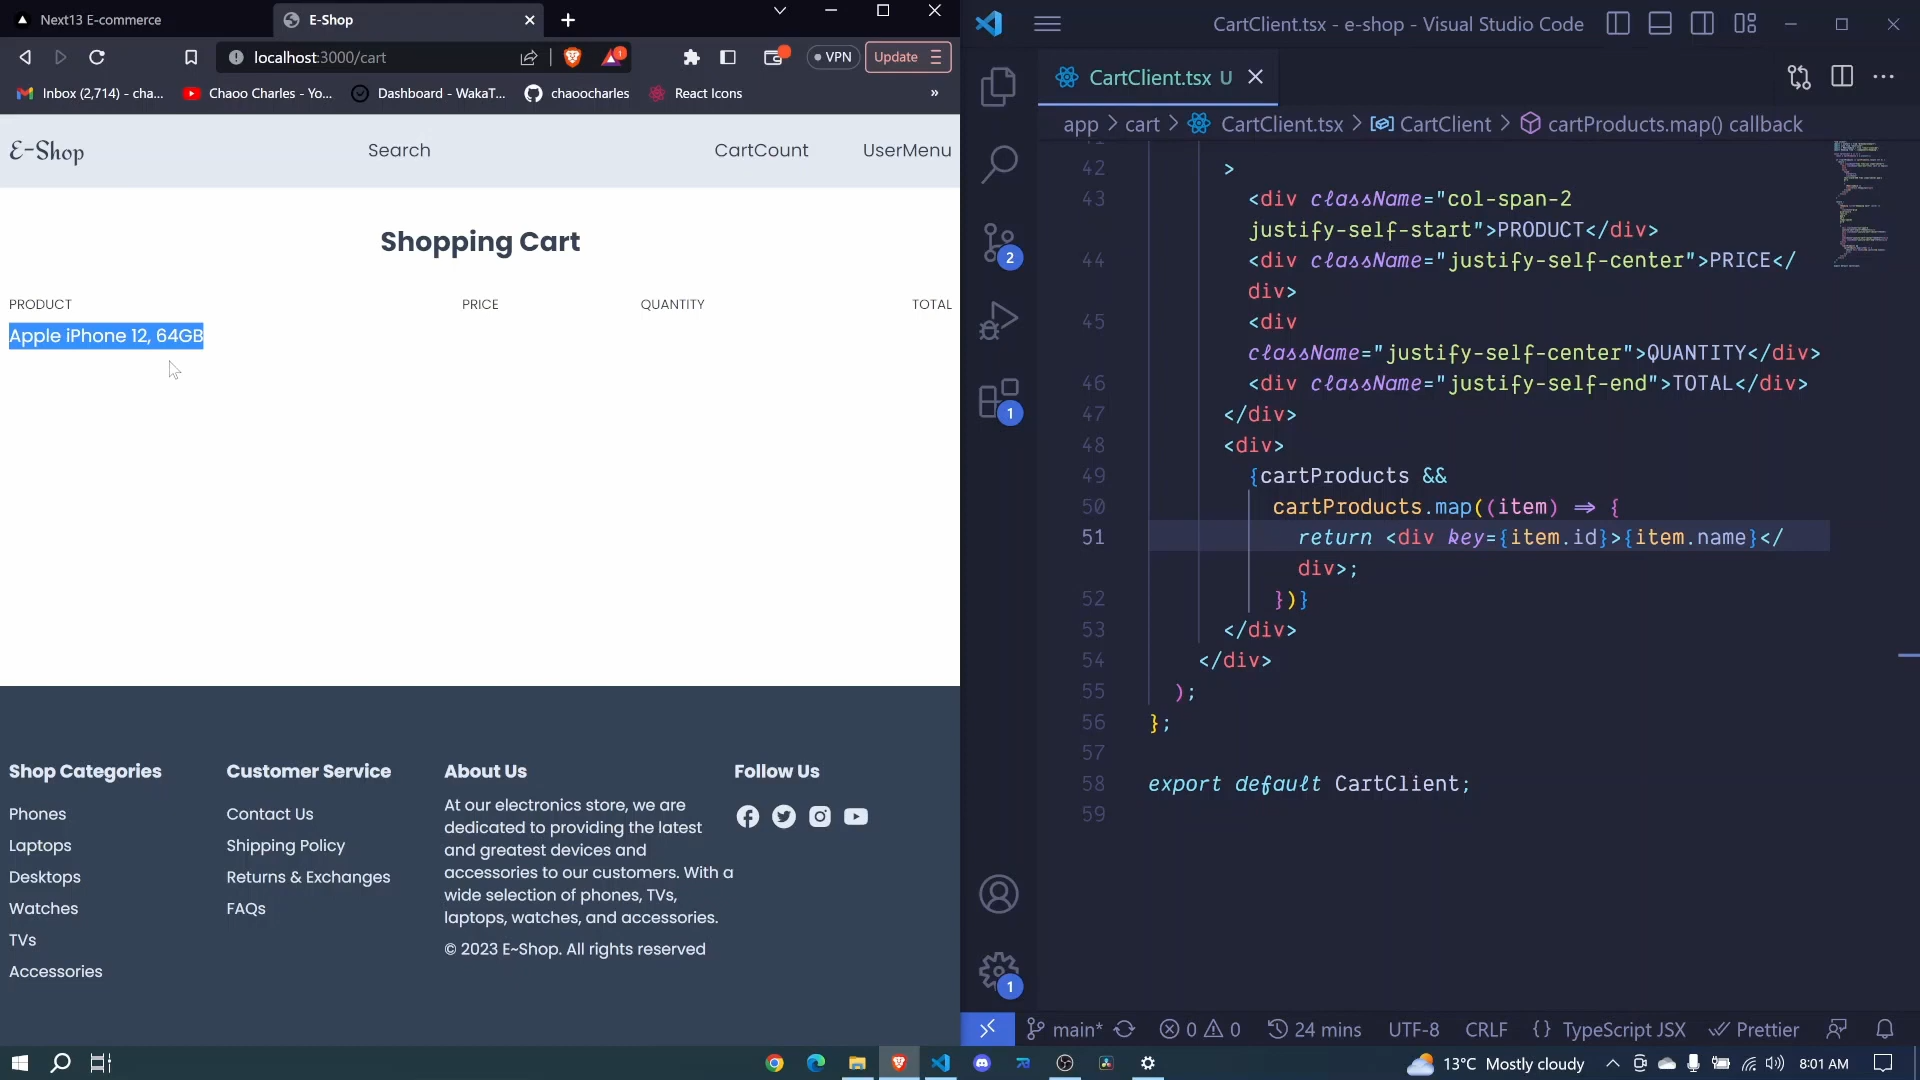 Next13 E-commerce
E-Shop
localhost:3000/cart
1
VPN
Update
Inbox (2,714) - cha...
Chaoo Charles - Yo...
Dashboard - WakaT...
chaoocharles
React Icons
»
E-Shop
Search
CartCount
UserMenu
Shopping Cart
PRODUCT
PRICE
QUANTITY
TOTAL
Apple iPhone 12, 64GB
Shop Categories
Phones
Laptops
Desktops
Watches
TVs
Accessories
Customer Service
Contact Us
Shipping Policy
Returns & Exchanges
FAQs
About Us
At our electronics store, we are
dedicated to providing the latest
and greatest devices and
accessories to our customers. With a
wide selection of phones, TVs,
laptops, watches, and accessories.
© 2023 E~Shop. All rights reserved
Follow Us
CartClient.tsx - e-shop - Visual Studio Code
CartClient.tsx U
app > cart > CartClient.tsx > CartClient > cartProducts.map() callback
2
1
1
42 >
43 <div className="col-span-2
justify-self-start">PRODUCT</div>
44 <div className="justify-self-center">PRICE</
div>
45 <div
className="justify-self-center">QUANTITY</div>
46 <div className="justify-self-end">TOTAL</div>
47 </div>
48 <div>
49 {cartProducts &&
50 cartProducts.map((item) => {
51 return <div key={item.id}>{item.name}</
div>;
52 })}
53 </div>
54 </div>
55 );
56 };
57
58 export default CartClient;
59
main*
0
0
24 mins
UTF-8
CRLF
{ } TypeScript JSX
Prettier
13°C Mostly cloudy
8:01 AM